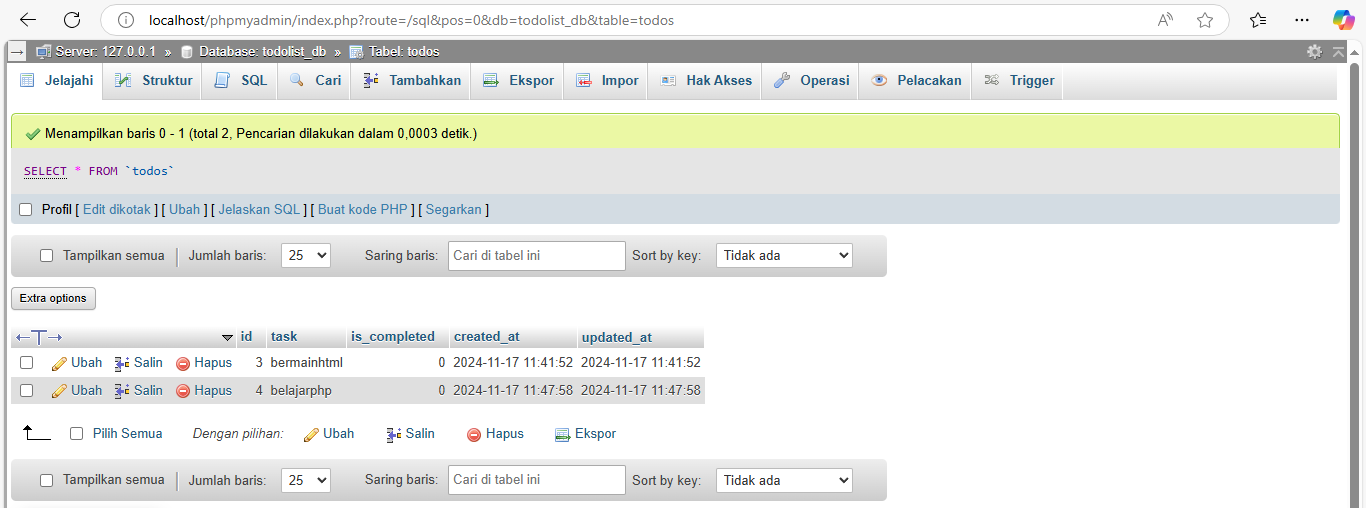 localhost/phpmyadmin/index.php?route=/sql&pos=0&db=todolist_db&table=todos
Server: 127.0.0.1 » Database: todolist_db » Tabel: todos
Jelajahi Struktur SQL Cari Tambahkan Ekspor Impor Hak Akses Operasi Pelacakan Trigger
Menampilkan baris 0 - 1 (total 2, Pencarian dilakukan dalam 0,0003 detik.)
SELECT * FROM `todos`
Profil [ Edit dikotak ] [ Ubah ] [ Jelaskan SQL ] [ Buat kode PHP ] [ Segarkan ]
Tampilkan semua Jumlah baris: 25 Saring baris: Cari di tabel ini Sort by key: Tidak ada
Extra options
id task is_completed created_at updated_at
Ubah Salin Hapus 3 bermainhtml 0 2024-11-17 11:41:52 2024-11-17 11:41:52
Ubah Salin Hapus 4 belajarphp 0 2024-11-17 11:47:58 2024-11-17 11:47:58
Pilih Semua Dengan pilihan: Ubah Salin Hapus Ekspor
Tampilkan semua Jumlah baris: 25 Saring baris: Cari di tabel ini Sort by key: Tidak ada